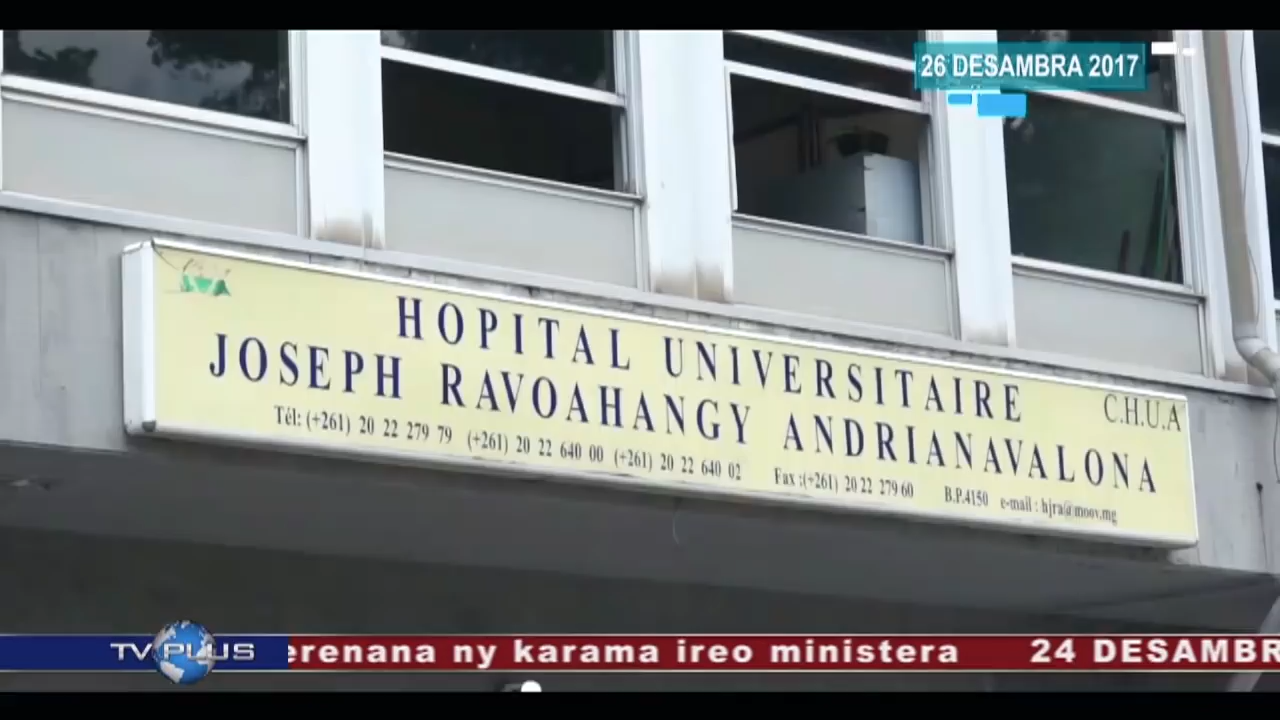 26 DESAMBRA 2017
HOPITAL UNIVERSITAIRE
C.H.U.A
JOSEPH RAVOAHANGY ANDRIANAVALONA
Tél: (+261) 20 22 279 79 (+261) 20 22 640 00 (+261) 20 22 640 02 Fax :(+261) 20 22 279 60 B.P.4150 e-mail : hjra@moov.mg
TV PLUS
erenana ny karama ireo ministera 24 DESAMBR